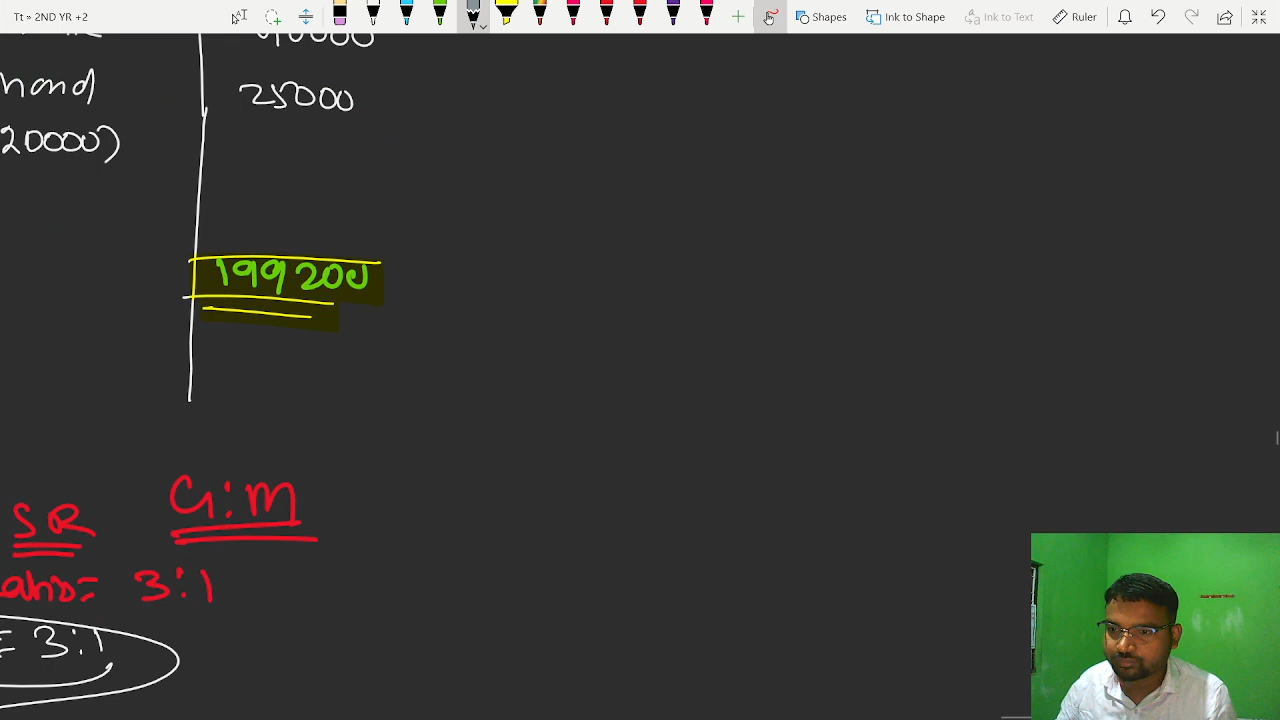 Tt » 2ND YR +2
Shapes
Ink to Shape
Ink to Text
Ruler
hand 25000
20000)
199200
SR G:M
3:1
= 3:1